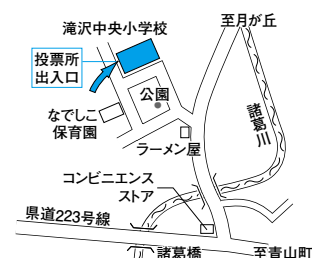 滝沢中央小学校
至月が丘
投票所
出入口
公園
諸葛川
なでしこ
保育園
ラーメン屋
コンビニエンス
ストア
県道223号線
諸葛橋
至青山町